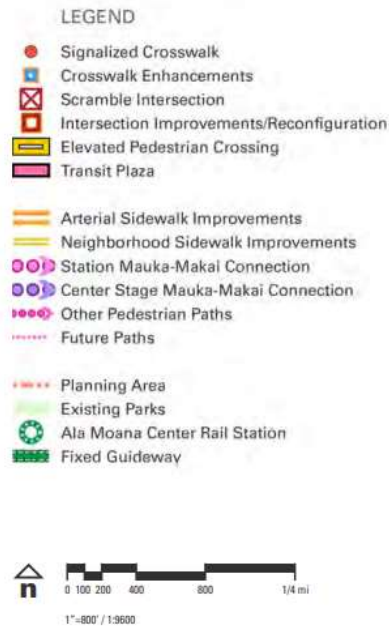 LEGEND
Signalized Crosswalk
Crosswalk Enhancements
Scramble Intersection
Intersection Improvements/Reconfiguration
Elevated Pedestrian Crossing
Transit Plaza
Arterial Sidewalk Improvements
Neighborhood Sidewalk Improvements
Station Mauka-Makai Connection
Center Stage Mauka-Makai Connection
Other Pedestrian Paths
Future Paths
Planning Area
Existing Parks
Ala Moana Center Rail Station
Fixed Guideway
n
0 100 200 400 800 1/4 mi
1"=800' / 1:9600